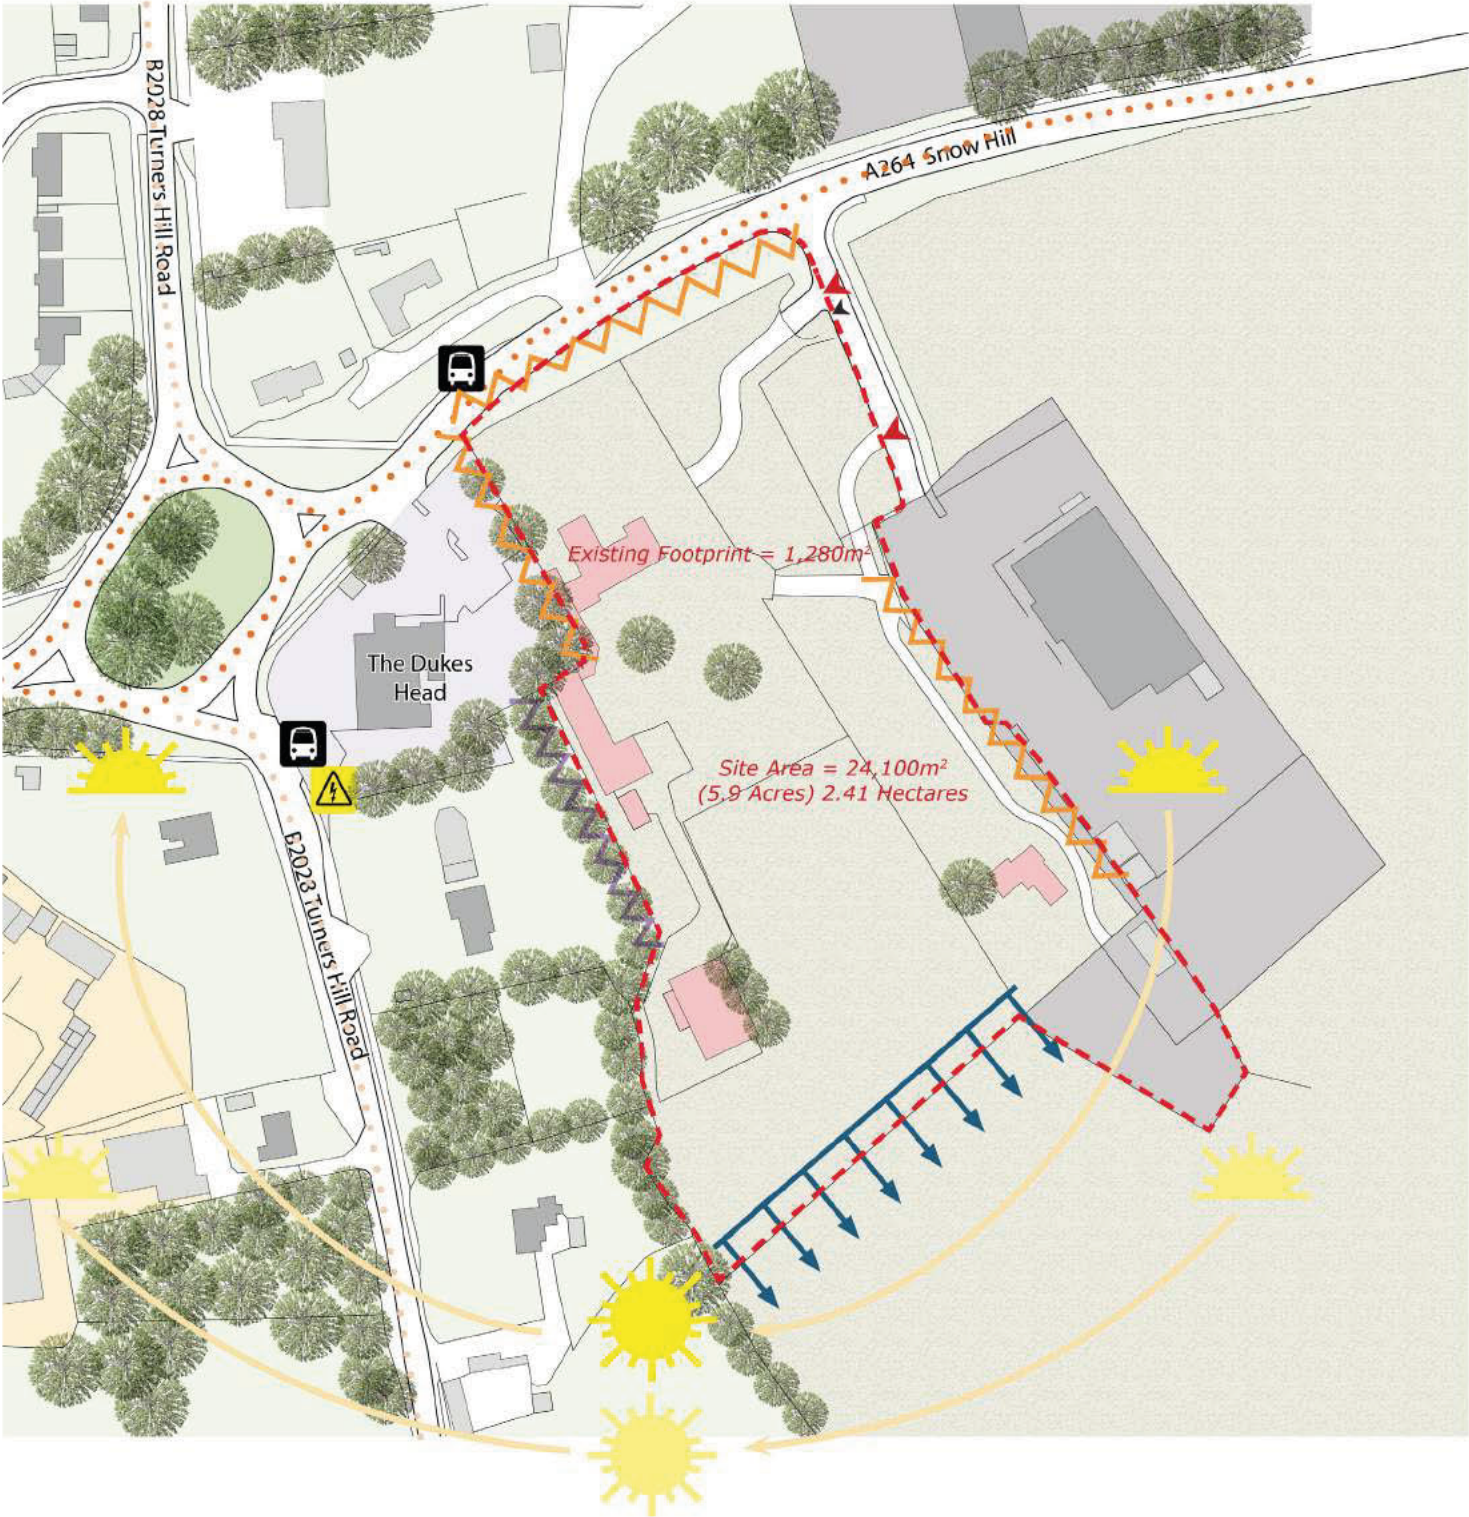 B2028 Turners Hill Road
A264 Snow Hill
Existing Footprint = 1,280m²
The Dukes
Head
Site Area = 24,100m²
(5.9 Acres) 2.41 Hectares
B2028 Turners Hill Road